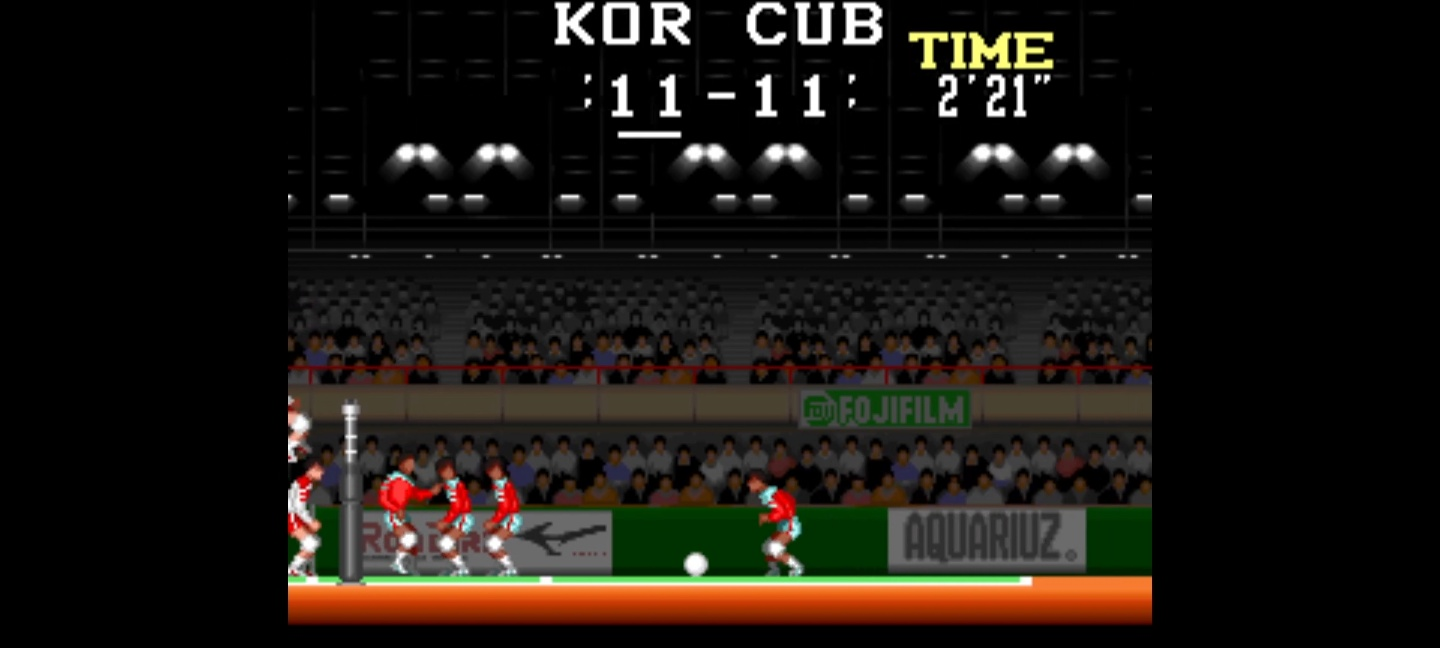 KOR CUB
TIME
11-11
2'21"
FOJIFILM
AQUARIUZ.